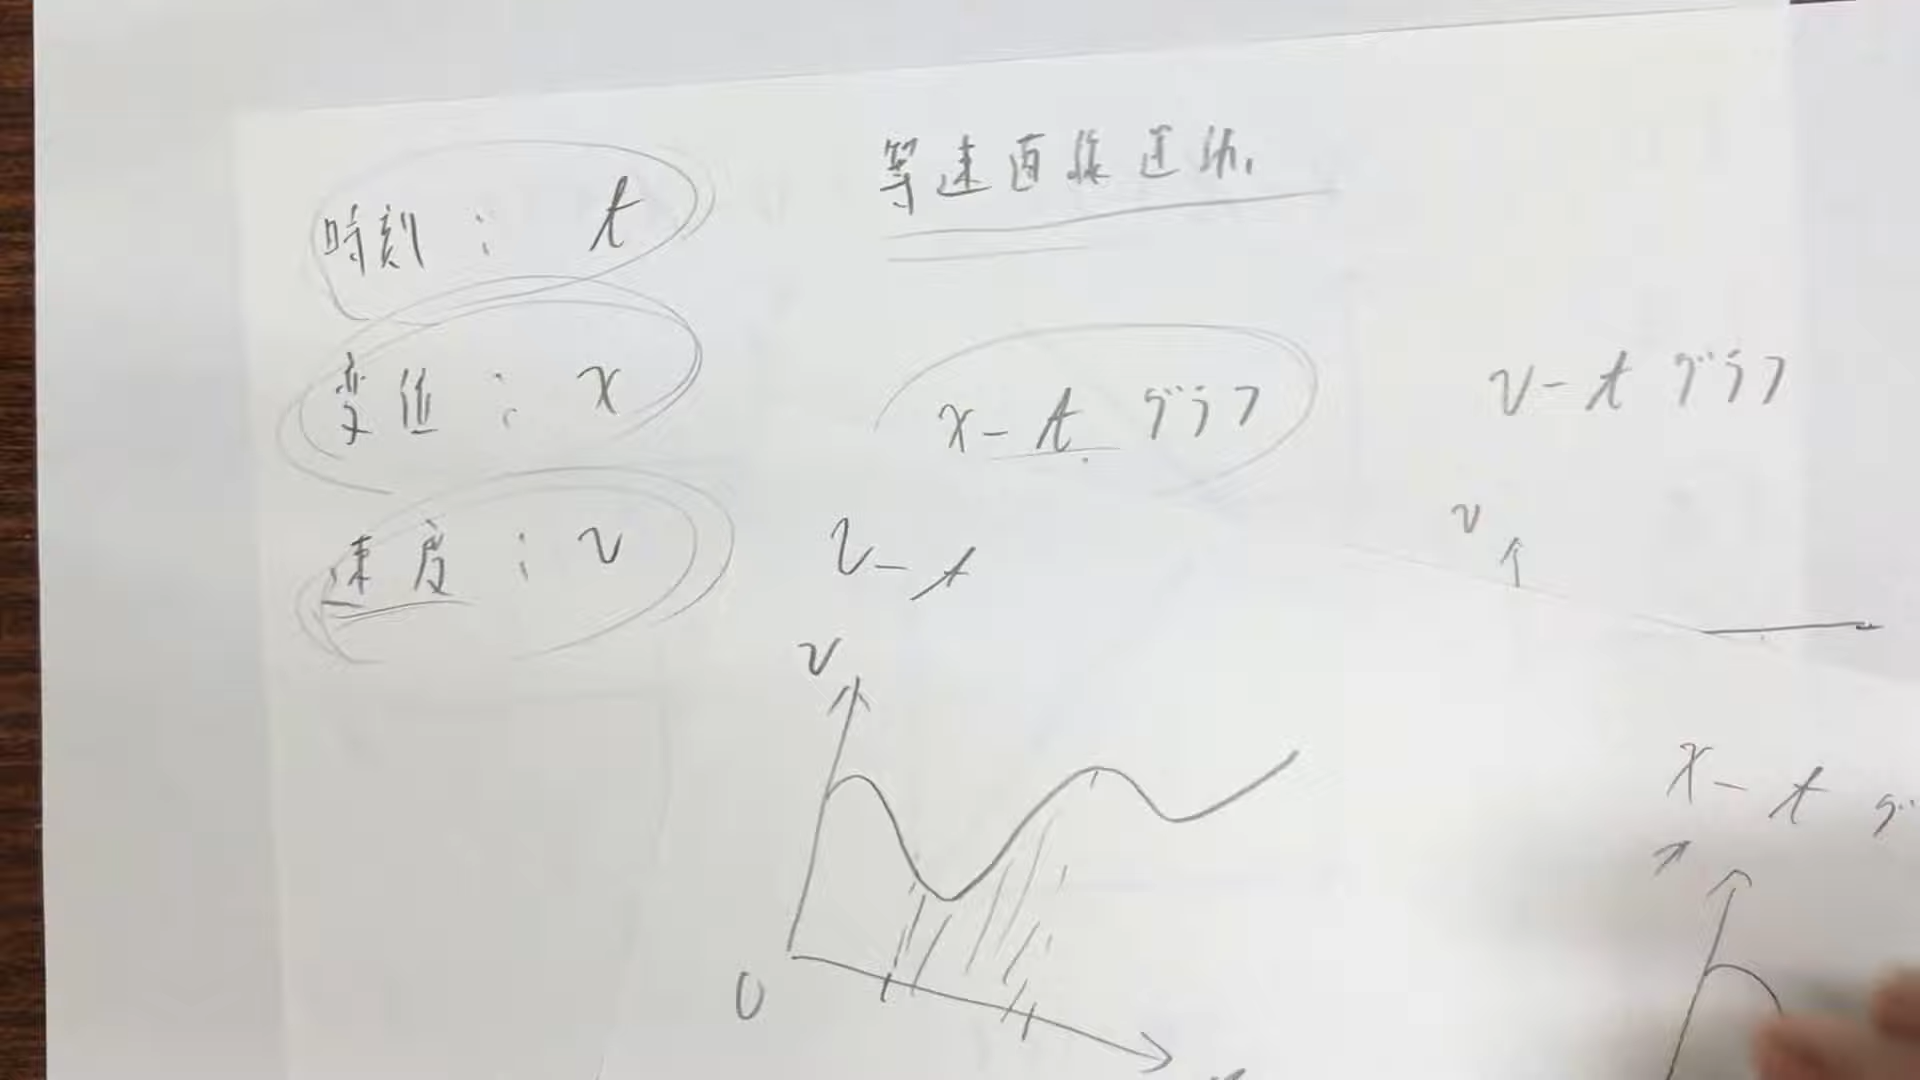 時刻：t
等速直線運動.
変位：x
x-t グラフ
v-t グラフ
速度：v
v-t
v
v
0
x-t グ